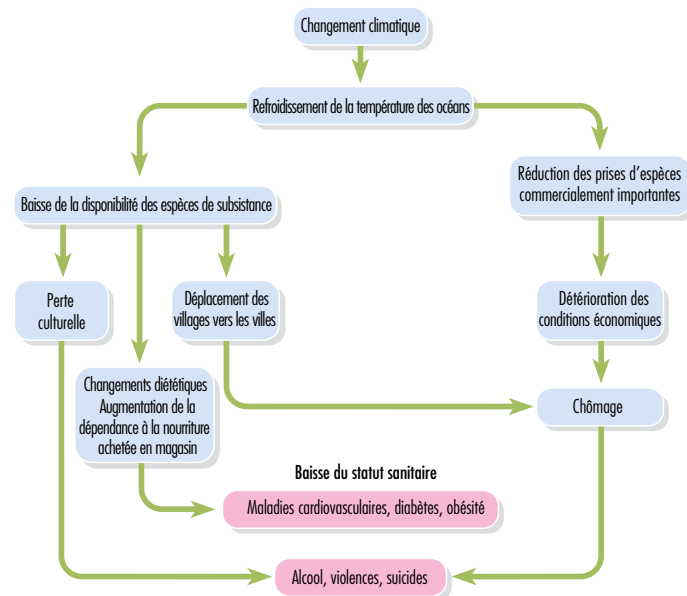 Changement climatique
Refroidissement de la température des océans
Réduction des prises d'espèces
commercialement importantes
Baisse de la disponibilité des espèces de subsistance
Perte
culturelle
Déplacement des
villages vers les villes
Détérioration des
conditions économiques
Changements diététiques
Augmentation de la
dépendance à la nourriture
achetée en magasin
Chômage
Baisse du statut sanitaire
Maladies cardiovasculaires, diabètes, obésité
Alcool, violences, suicides